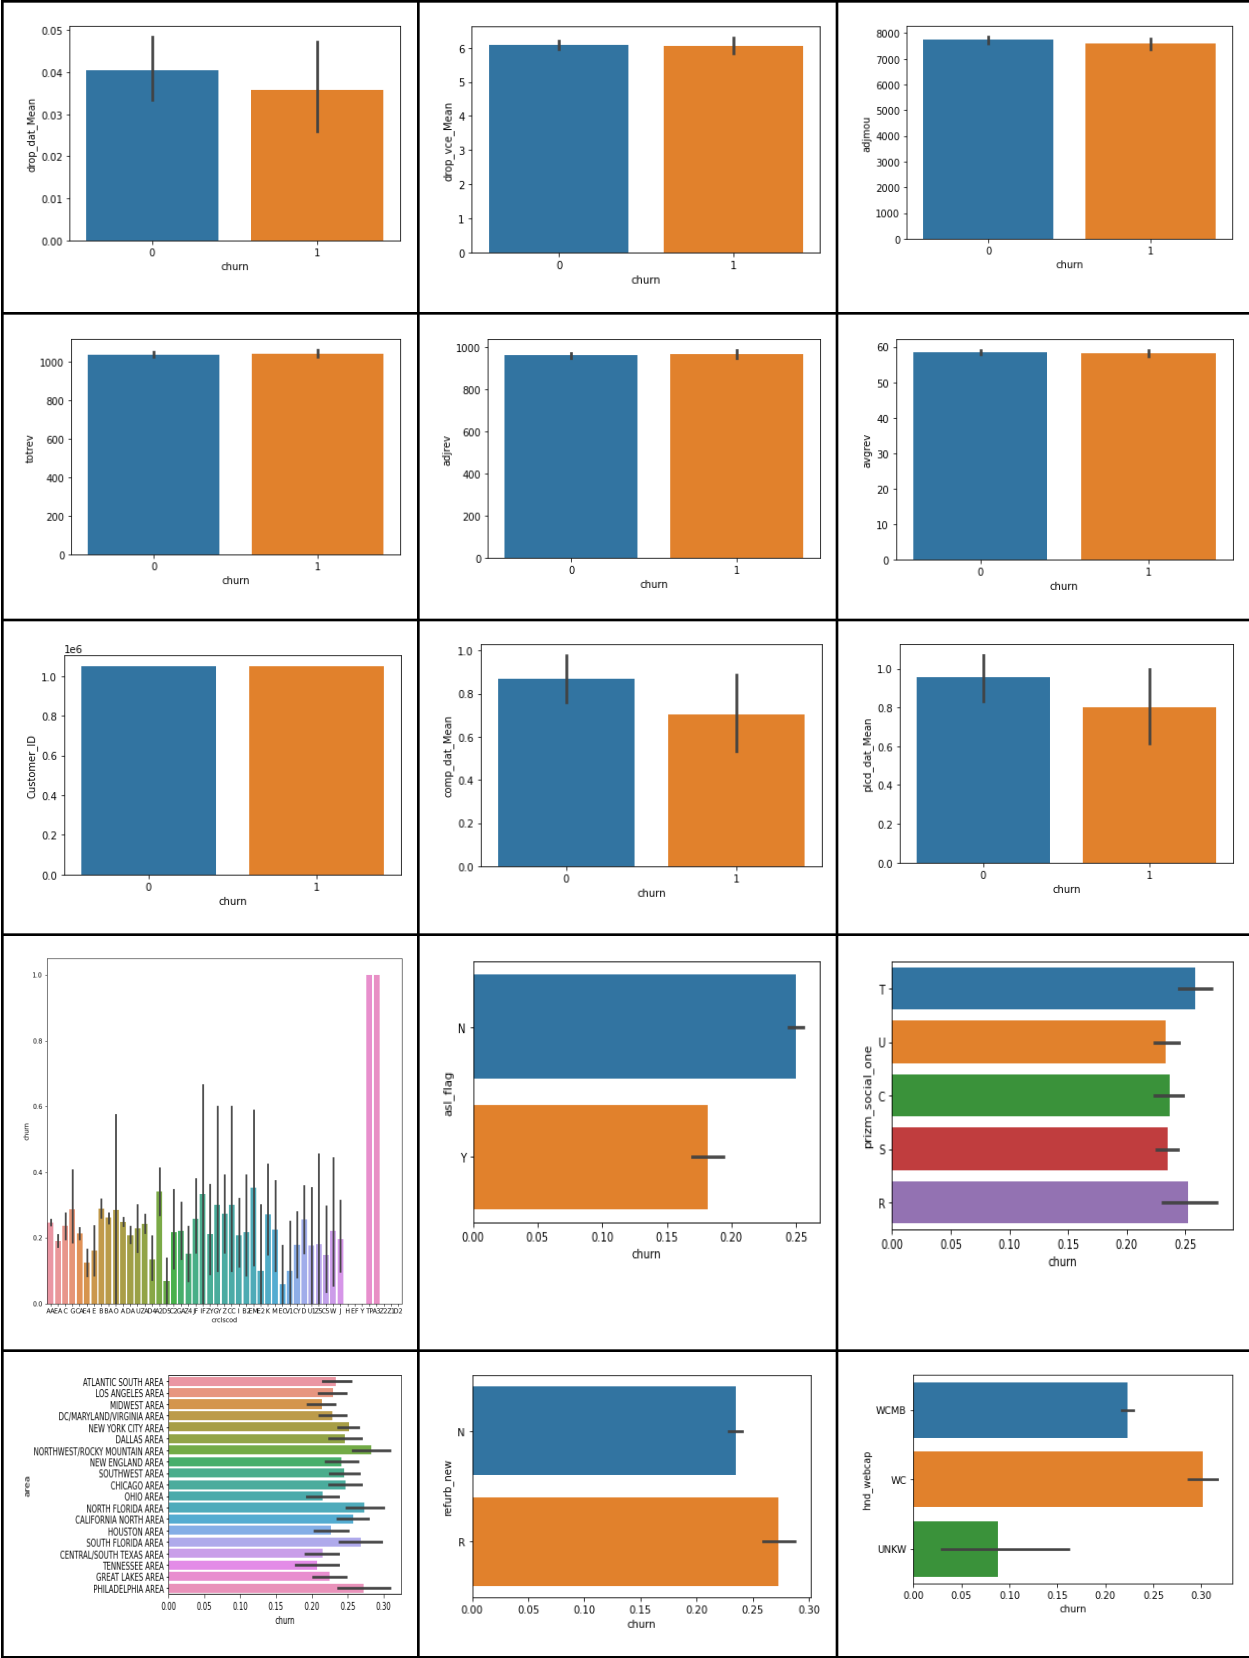 0.05
0.04
0.03
0.02
0.01
0.00
drop_dat_Mean
0 1
churn
6
5
4
3
2
1
0
drop_vce_Mean
0 1
churn
8000
7000
6000
5000
4000
3000
2000
1000
0
adjmou
0 1
churn
1000
800
600
400
200
0
totrev
0 1
churn
1000
800
600
400
200
0
adjrev
0 1
churn
60
50
40
30
20
10
0
avgrev
0 1
churn
1e6
1.0
0.8
0.6
0.4
0.2
0.0
Customer_ID
0 1
churn
1.0
0.8
0.6
0.4
0.2
0.0
comp_dat_Mean
0 1
churn
1.0
0.8
0.6
0.4
0.2
0.0
plcd_dat_Mean
0 1
churn
1.0
0.8
0.6
0.4
0.2
0.0
churn
crclscod
N
Y
asl_flag
0.00 0.05 0.10 0.15 0.20 0.25
churn
T
U
C
S
R
prizm_social_one
0.00 0.05 0.10 0.15 0.20 0.25
churn
ATLANTIC SOUTH AREA
LOS ANGELES AREA
MIDWEST AREA
DC/MARYLAND/VIRGINIA AREA
NEW YORK CITY AREA
DALLAS AREA
NORTHWEST/ROCKY MOUNTAIN AREA
NEW ENGLAND AREA
SOUTHWEST AREA
CHICAGO AREA
OHIO AREA
NORTH FLORIDA AREA
CALIFORNIA NORTH AREA
HOUSTON AREA
SOUTH FLORIDA AREA
CENTRAL/SOUTH TEXAS AREA
TENNESSEE AREA
GREAT LAKES AREA
PHILADELPHIA AREA
area
0.00 0.05 0.10 0.15 0.20 0.25 0.30
churn
N
R
refurb_new
0.00 0.05 0.10 0.15 0.20 0.25 0.30
churn
WCMB
WC
UNKW
hnd_webcap
0.00 0.05 0.10 0.15 0.20 0.25 0.30
churn